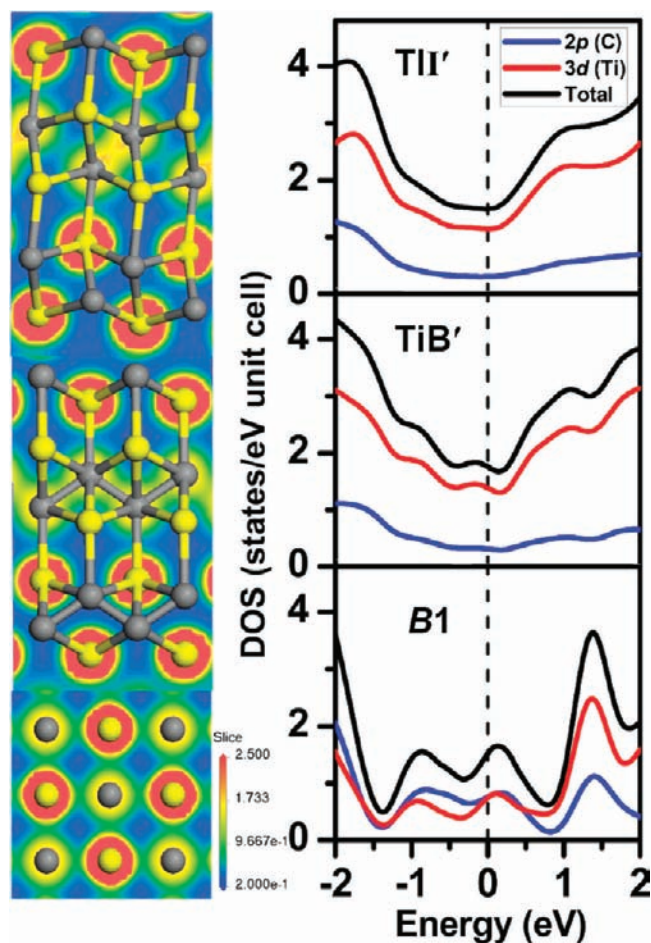 Slice
2.500
1.733
9.667e-1
2.000e-1
DOS (states/eV unit cell)
TlI′
2p (C)
3d (Ti)
Total
4
2
0
TiB′
4
2
0
B1
4
2
0
-2 -1 0 1 2
Energy (eV)